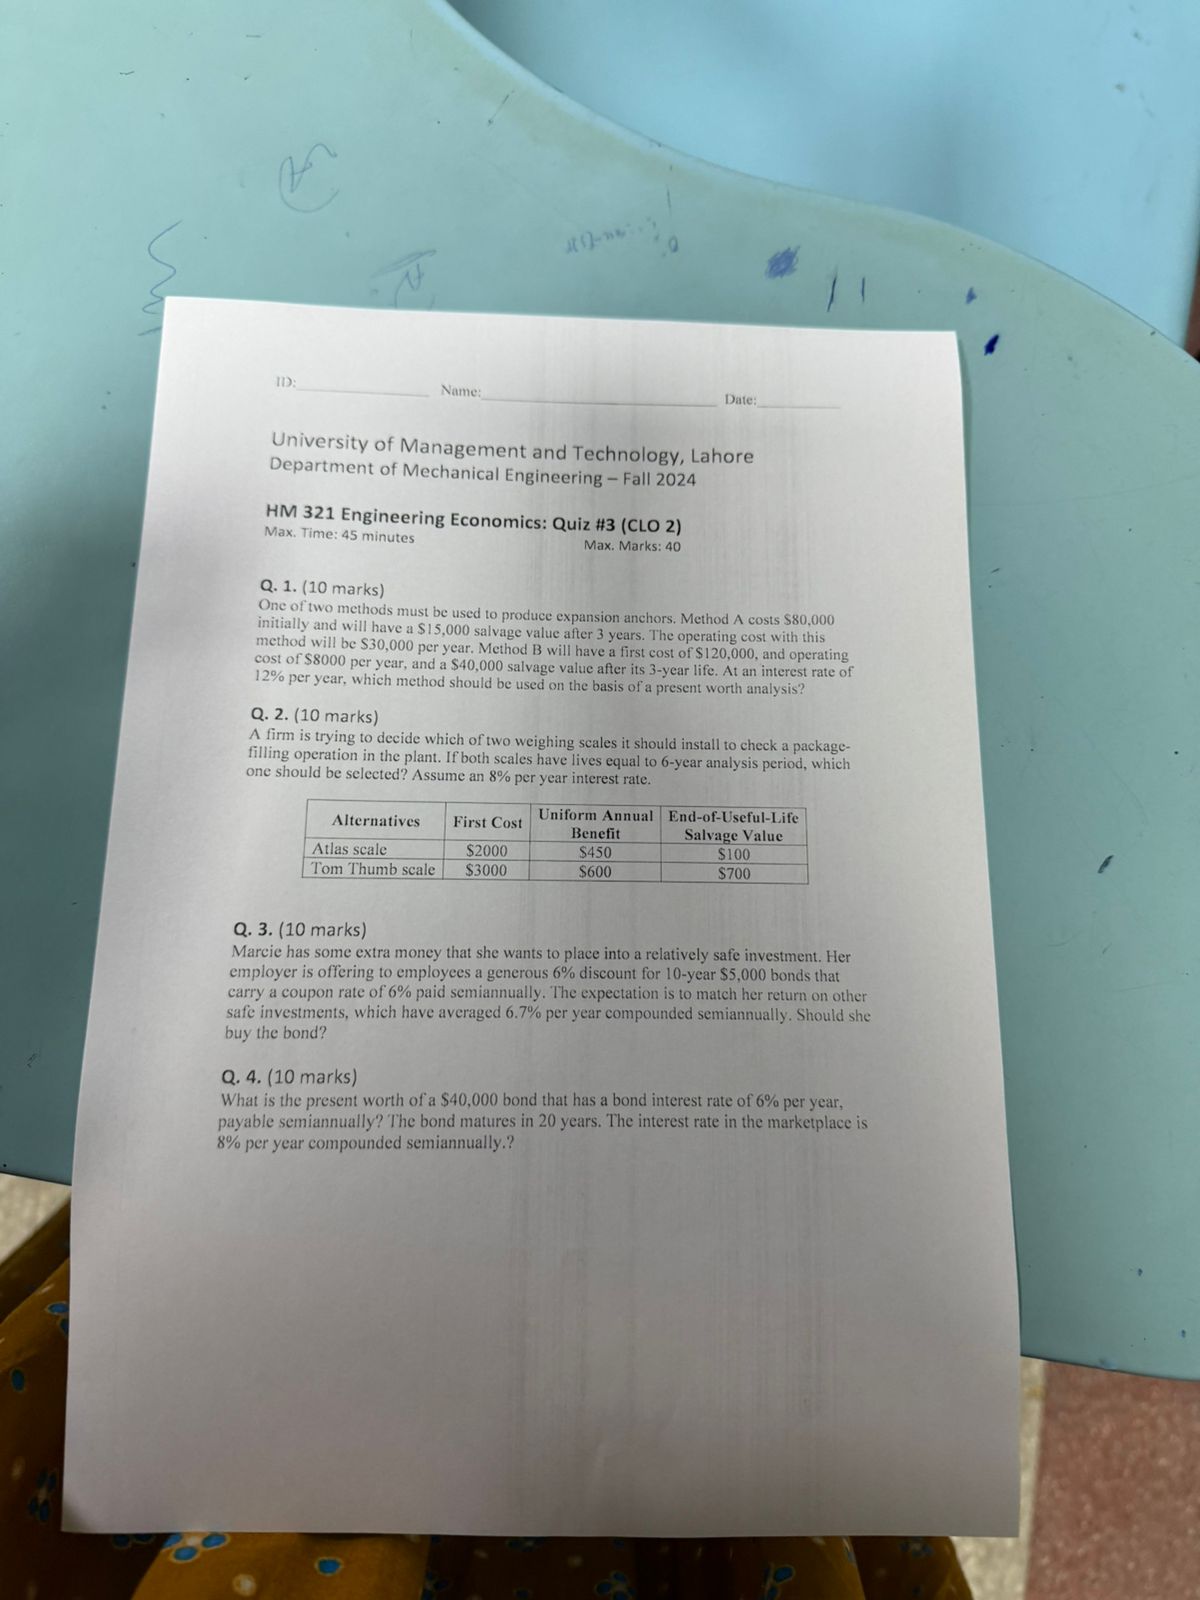 ID: Name: Date:
University of Management and Technology, Lahore
Department of Mechanical Engineering – Fall 2024
HM 321 Engineering Economics: Quiz #3 (CLO 2)
Max. Time: 45 minutes Max. Marks: 40
Q. 1. (10 marks)
One of two methods must be used to produce expansion anchors. Method A costs $80,000
initially and will have a $15,000 salvage value after 3 years. The operating cost with this
method will be $30,000 per year. Method B will have a first cost of $120,000, and operating
cost of $8000 per year, and a $40,000 salvage value after its 3-year life. At an interest rate of
12% per year, which method should be used on the basis of a present worth analysis?
Q. 2. (10 marks)
A firm is trying to decide which of two weighing scales it should install to check a package-
filling operation in the plant. If both scales have lives equal to 6-year analysis period, which
one should be selected? Assume an 8% per year interest rate.
Alternatives First Cost Uniform Annual Benefit End-of-Useful-Life Salvage Value
Atlas scale $2000 $450 $100
Tom Thumb scale $3000 $600 $700
Q. 3. (10 marks)
Marcie has some extra money that she wants to place into a relatively safe investment. Her
employer is offering to employees a generous 6% discount for 10-year $5,000 bonds that
carry a coupon rate of 6% paid semiannually. The expectation is to match her return on other
safe investments, which have averaged 6.7% per year compounded semiannually. Should she
buy the bond?
Q. 4. (10 marks)
What is the present worth of a $40,000 bond that has a bond interest rate of 6% per year,
payable semiannually? The bond matures in 20 years. The interest rate in the marketplace is
8% per year compounded semiannually.?